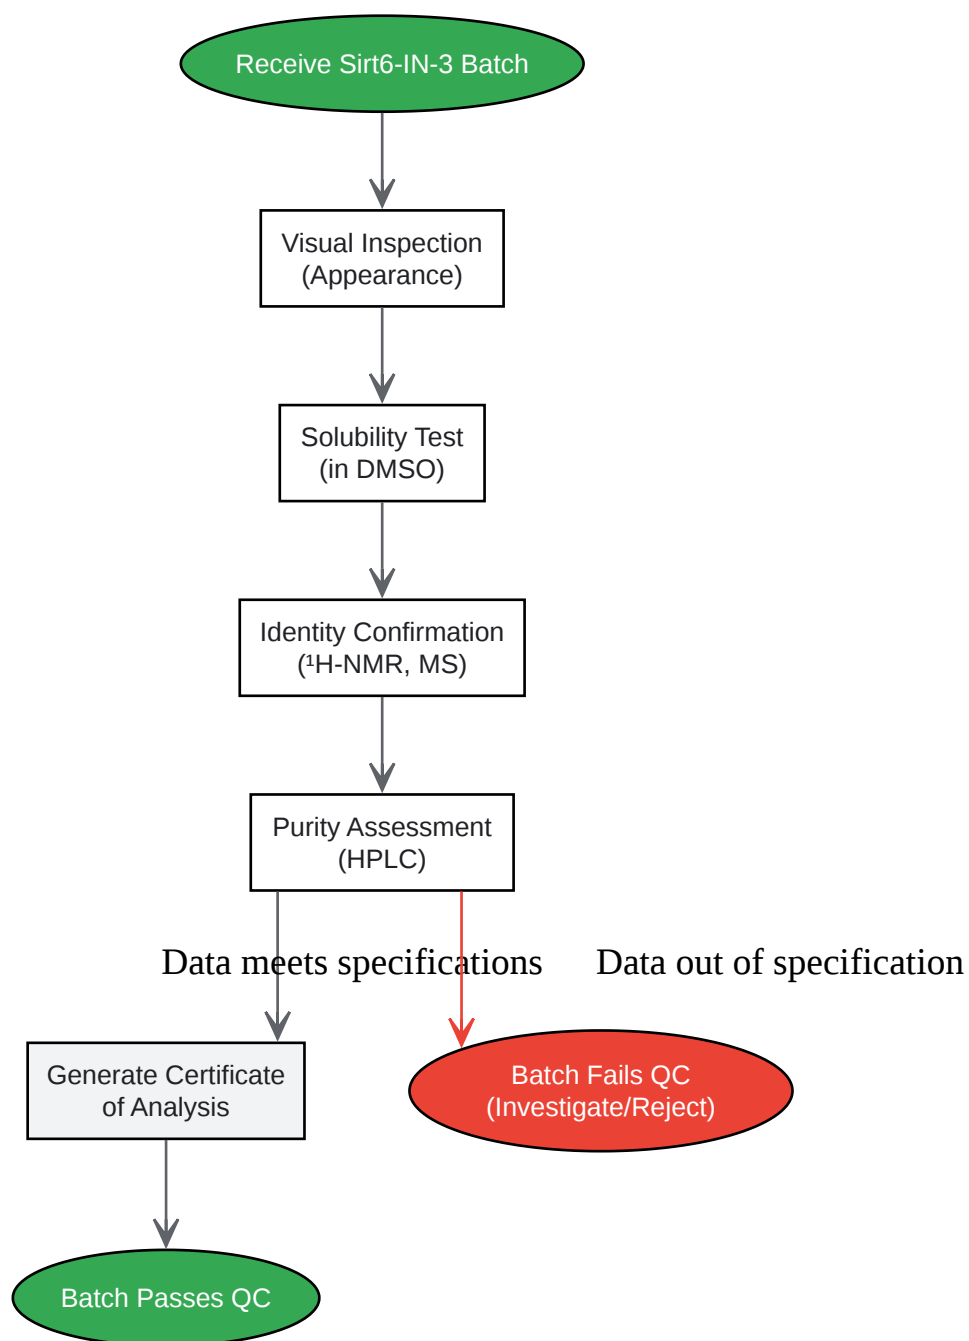 Receive Sirt6-IN-3 Batch
Visual Inspection
(Appearance)
Solubility Test
(in DMSO)
Identity Confirmation
(¹H-NMR, MS)
Purity Assessment
(HPLC)
Data meets specifications
Data out of specification
Generate Certificate
of Analysis
Batch Fails QC
(Investigate/Reject)
Batch Passes QC